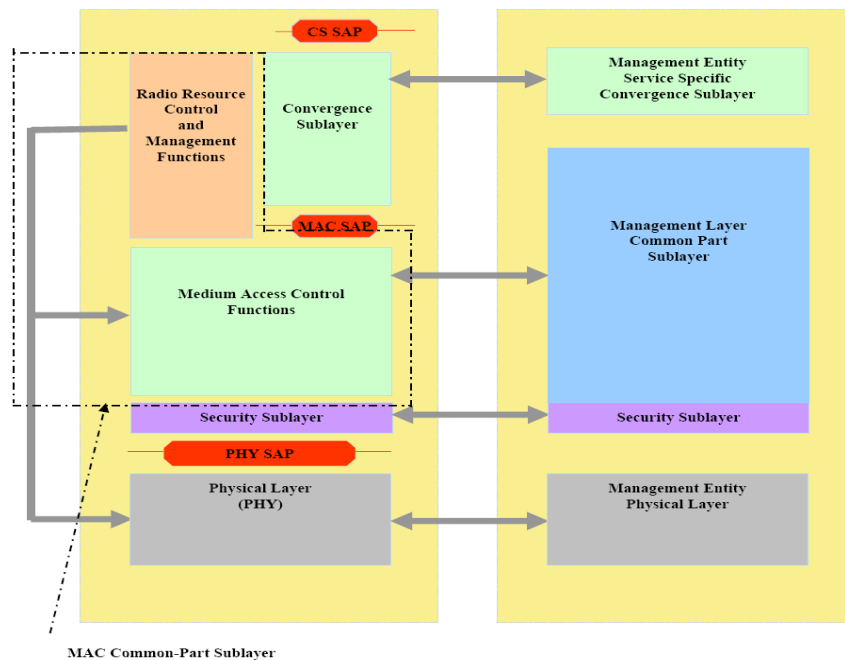 CS SAP
Radio Resource
Control
and
Management
Functions
Convergence
Sublayer
MAC SAP
Medium Access Control
Functions
Security Sublayer
PHY SAP
Physical Layer
(PHY)
MAC Common-Part Sublayer
Management Entity
Service Specific
Convergence Sublayer
Management Layer
Common Part
Sublayer
Security Sublayer
Management Entity
Physical Layer